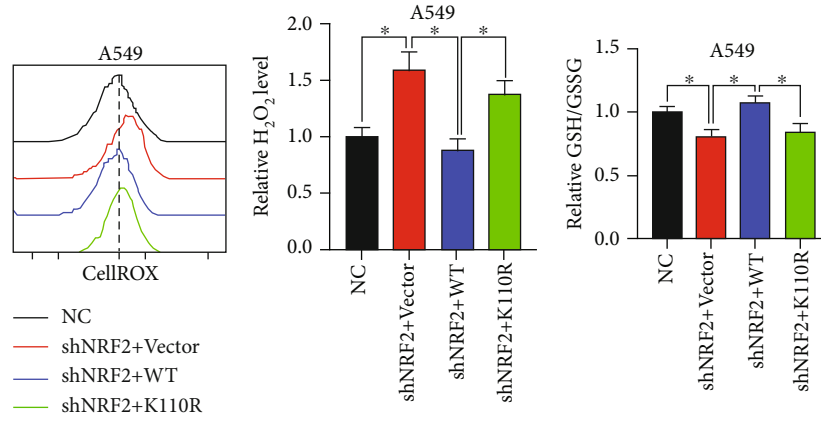 A549
CellROX
NC
shNRF2+Vector
shNRF2+WT
shNRF2+K110R
A549
Relative H₂O₂ level
2.0
1.5
1.0
0.5
0.0
* * *
NC
shNRF2+Vector
shNRF2+WT
shNRF2+K110R
A549
Relative GSH/GSSG
1.5
1.0
0.5
0.0
* * *
NC
shNRF2+Vector
shNRF2+WT
shNRF2+K110R